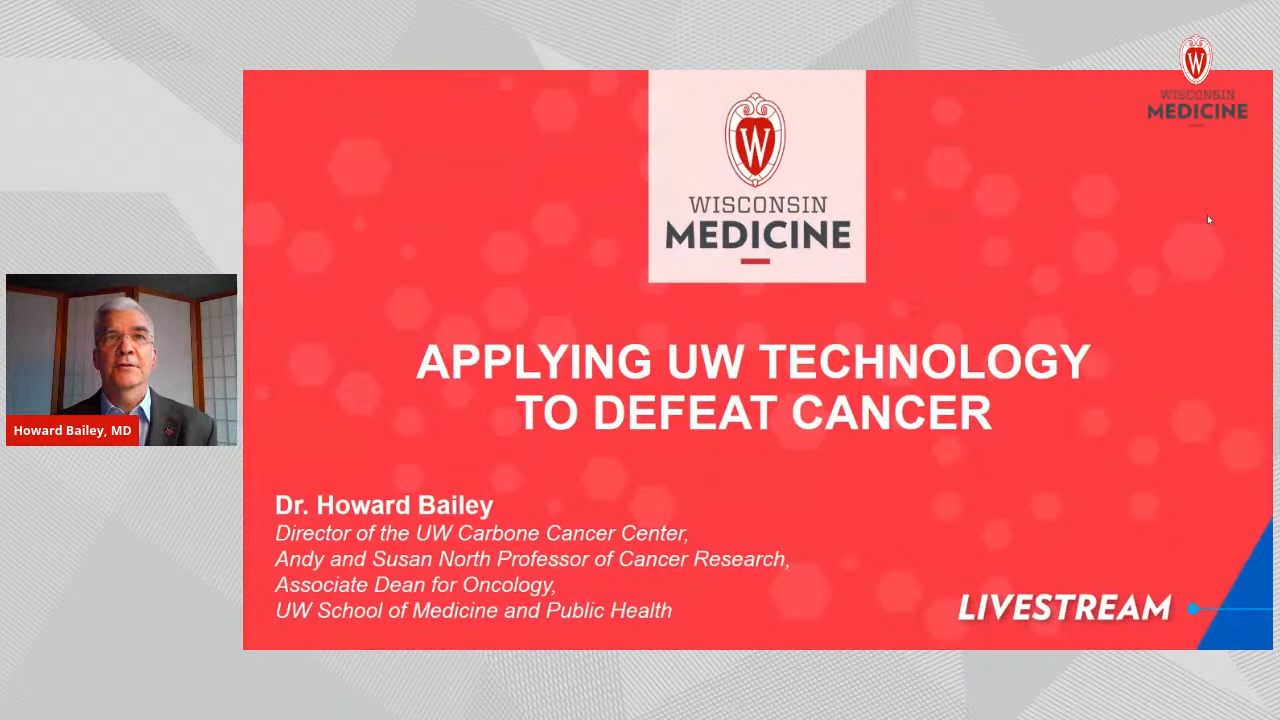 W
WISCONSIN
MEDICINE
W
WISCONSIN
MEDICINE
APPLYING UW TECHNOLOGY
TO DEFEAT CANCER
Howard Bailey, MD
Dr. Howard Bailey
Director of the UW Carbone Cancer Center,
Andy and Susan North Professor of Cancer Research,
Associate Dean for Oncology,
UW School of Medicine and Public Health
LIVESTREAM